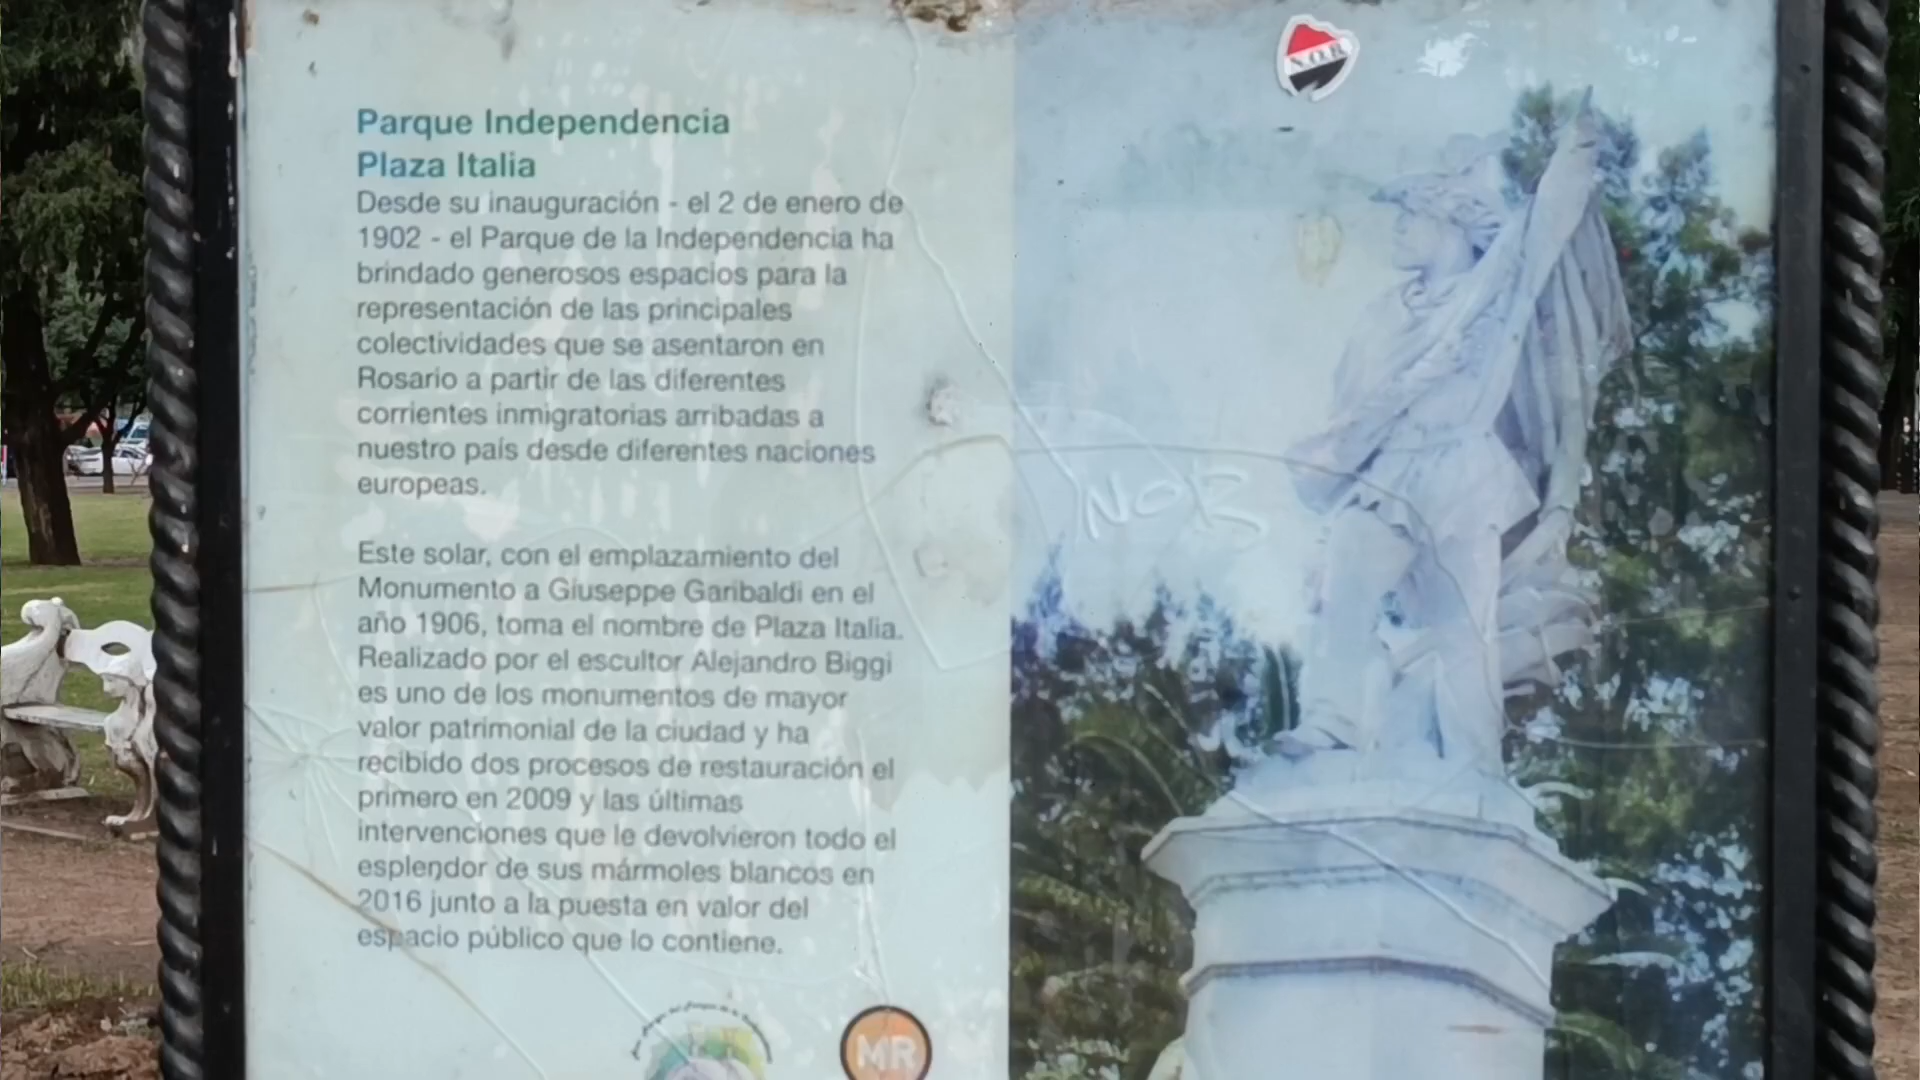 Parque Independencia
Plaza Italia
Desde su inauguración - el 2 de enero de
1902 - el Parque de la Independencia ha
brindado generosos espacios para la
representación de las principales
colectividades que se asentaron en
Rosario a partir de las diferentes
corrientes inmigratorias arribadas a
nuestro país desde diferentes naciones
europeas.
Este solar, con el emplazamiento del
Monumento a Giuseppe Garibaldi en el
año 1906, toma el nombre de Plaza Italia.
Realizado por el escultor Alejandro Biggi
es uno de los monumentos de mayor
valor patrimonial de la ciudad y ha
recibido dos procesos de restauración el
primero en 2009 y las últimas
intervenciones que le devolvieron todo el
esplendor de sus mármoles blancos en
2016 junto a la puesta en valor del
espacio público que lo contiene.
MR
N.O.B
NOB